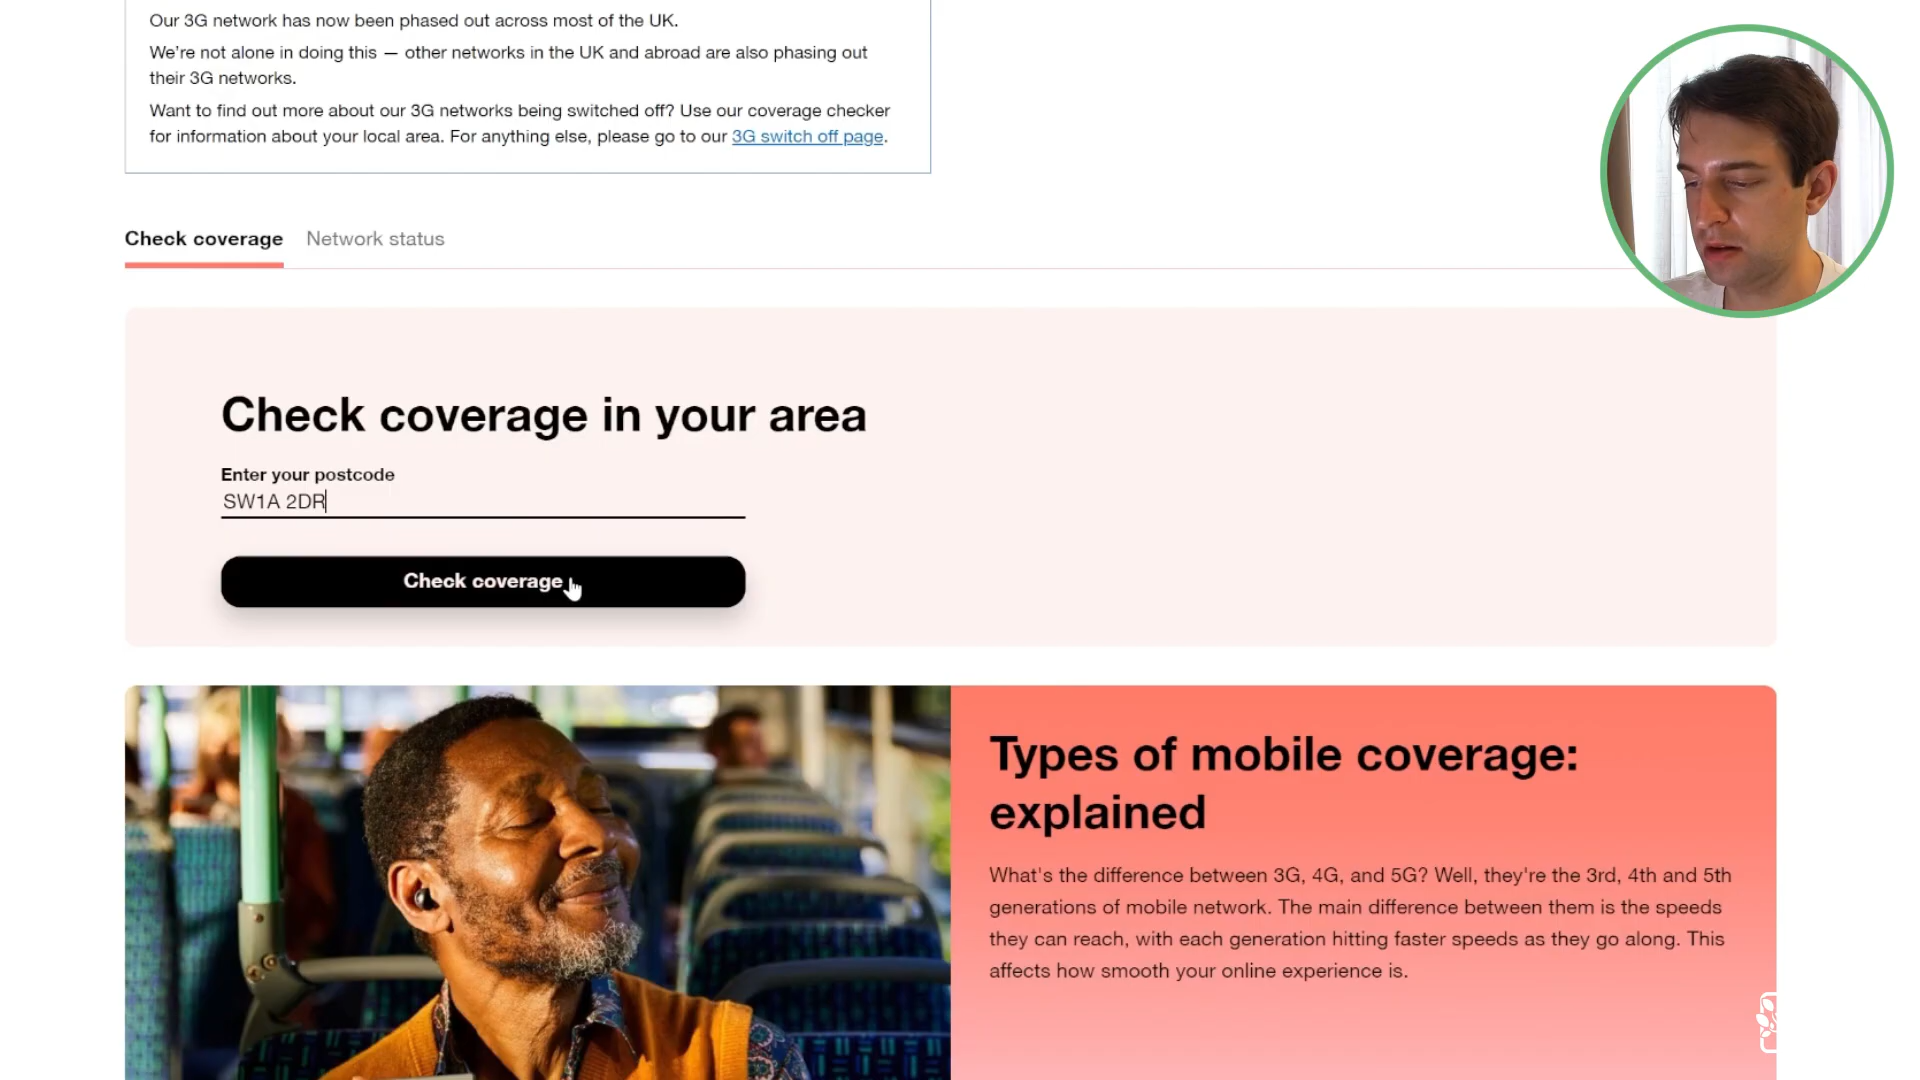 Our 3G network has now been phased out across most of the UK.
We're not alone in doing this — other networks in the UK and abroad are also phasing out
their 3G networks.
Want to find out more about our 3G networks being switched off? Use our coverage checker
for information about your local area. For anything else, please go to our 3G switch off page.
Check coverage
Network status
Check coverage in your area
Enter your postcode
SW1A 2DR
Check coverage
Types of mobile coverage:
explained
What's the difference between 3G, 4G, and 5G? Well, they're the 3rd, 4th and 5th
generations of mobile network. The main difference between them is the speeds
they can reach, with each generation hitting faster speeds as they go along. This
affects how smooth your online experience is.